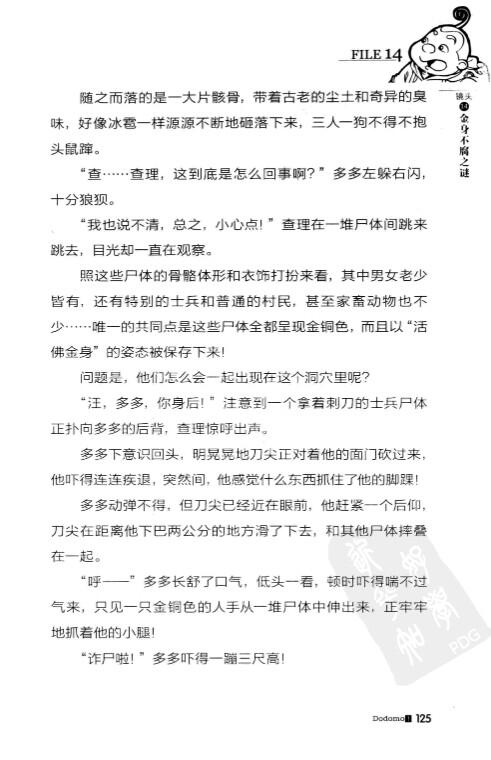 FILE 14
镜头
14
金身不腐之谜
随之而落的是一大片骸骨，带着古老的尘土和奇异的臭
味，好像冰雹一样源源不断地砸落下来，三人一狗不得不抱
头鼠蹿。
“查……查理，这到底是怎么回事啊？”多多左躲右闪，
十分狼狈。
“我也说不清，总之，小心点！”查理在一堆尸体间跳来
跳去，目光却一直在观察。
照这些尸体的骨骼体形和衣饰打扮来看，其中男女老少
皆有，还有特别的士兵和普通的村民，甚至家畜动物也不
少……唯一的共同点是这些尸体全都呈现金铜色，而且以“活
佛金身”的姿态被保存下来！
问题是，他们怎么会一起出现在这个洞穴里呢？
“汪，多多，你身后！”注意到一个拿着刺刀的士兵尸体
正扑向多多的后背，查理惊呼出声。
多多下意识回头，明晃晃地刀尖正对着他的面门砍过来，
他吓得连连疾退，突然间，他感觉什么东西抓住了他的脚踝！
多多动弹不得，但刀尖已经近在眼前，他赶紧一个后仰，
刀尖在距离他下巴两公分的地方滑了下去，和其他尸体摔叠
在一起。
“呼——”多多长舒了口气，低头一看，顿时吓得喘不过
气来，只见一只金铜色的人手从一堆尸体中伸出来，正牢牢
地抓着他的小腿！
“诈尸啦！”多多吓得一蹦三尺高！
PDG
Dodomo 1 125